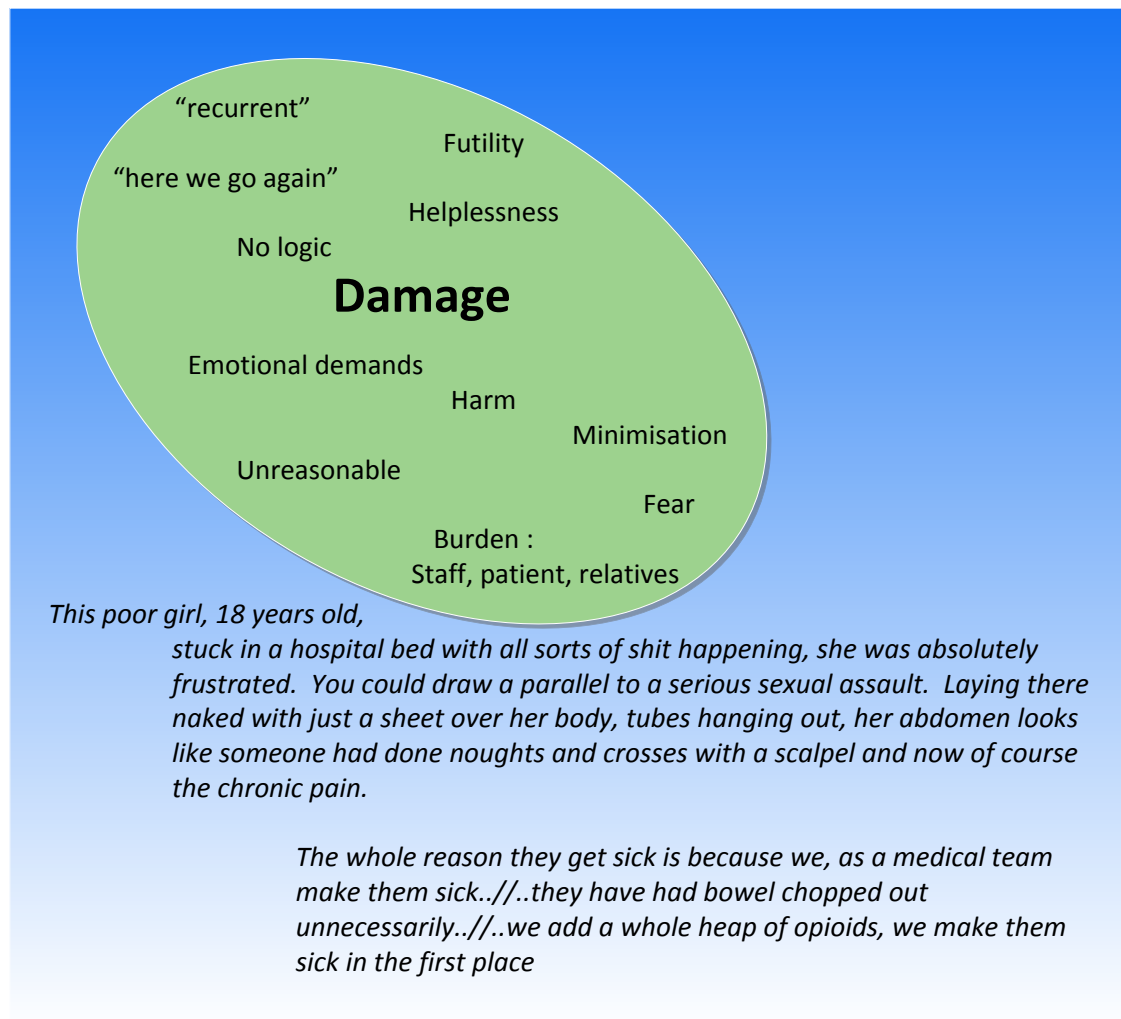 “recurrent”
Futility
“here we go again”
Helplessness
No logic
Damage
Emotional demands
Harm
Minimisation
Unreasonable
Fear
Burden :
Staff, patient, relatives
This poor girl, 18 years old,
stuck in a hospital bed with all sorts of shit happening, she was absolutely
frustrated.  You could draw a parallel to a serious sexual assault.  Laying there
naked with just a sheet over her body, tubes hanging out, her abdomen looks
like someone had done noughts and crosses with a scalpel and now of course
the chronic pain.
The whole reason they get sick is because we, as a medical team
make them sick..//..they have had bowel chopped out
unnecessarily..//..we add a whole heap of opioids, we make them
sick in the first place